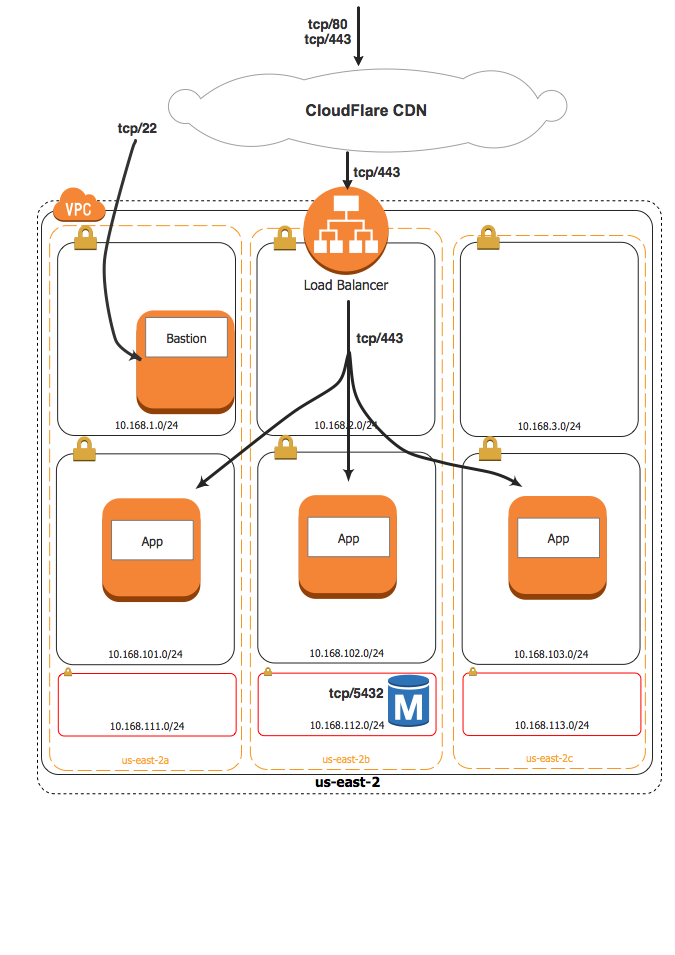 tcp/80
tcp/443
CloudFlare CDN
tcp/22
tcp/443
VPC
Load Balancer
Bastion
tcp/443
10.168.1.0/24
10.168.2.0/24
10.168.3.0/24
App
App
App
10.168.101.0/24
10.168.102.0/24
10.168.103.0/24
tcp/5432
M
10.168.111.0/24
10.168.112.0/24
10.168.113.0/24
us-east-2a
us-east-2b
us-east-2c
us-east-2